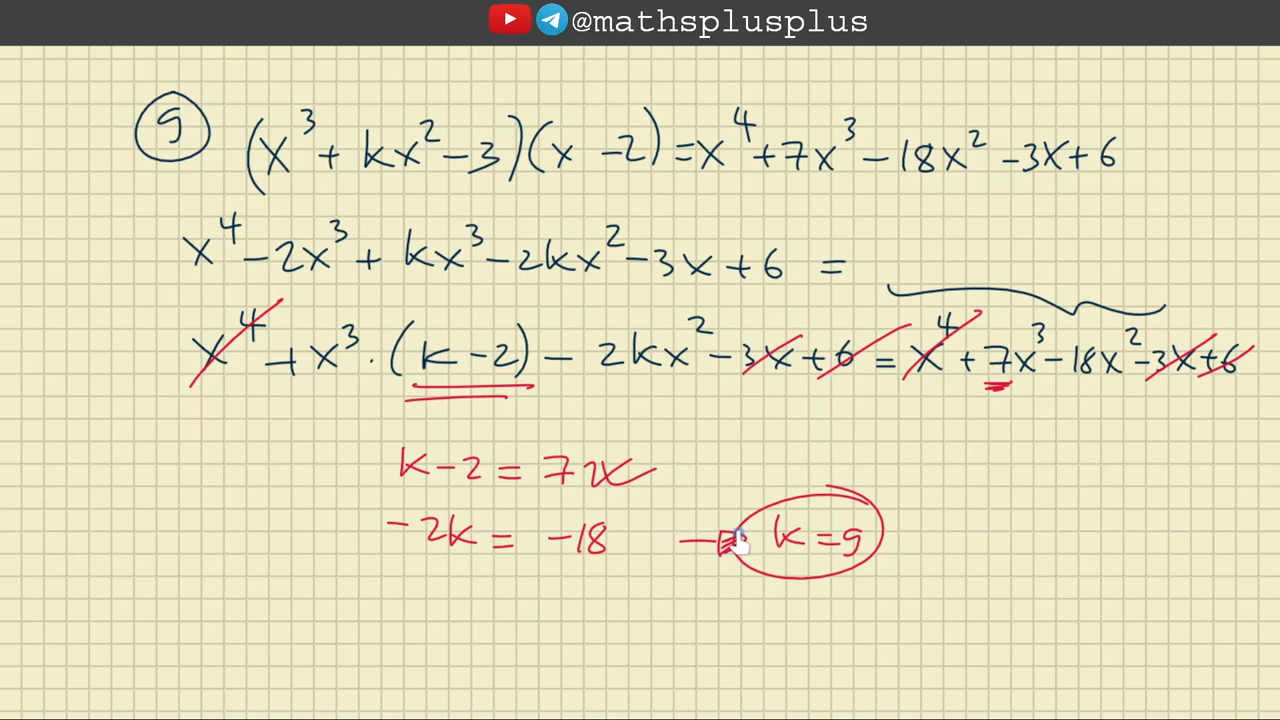 @mathsplusplus
9 (x³ + kx² - 3)(x - 2) = x⁴ + 7x³ - 18x² - 3x + 6
x⁴ - 2x³ + kx³ - 2kx² - 3x + 6 =
x⁴ + x³ · (k - 2) - 2kx² - 3x + 6 = x⁴ + 7x³ - 18x² - 3x + 6
k - 2 = 7x
-2k = -18 → k = 9